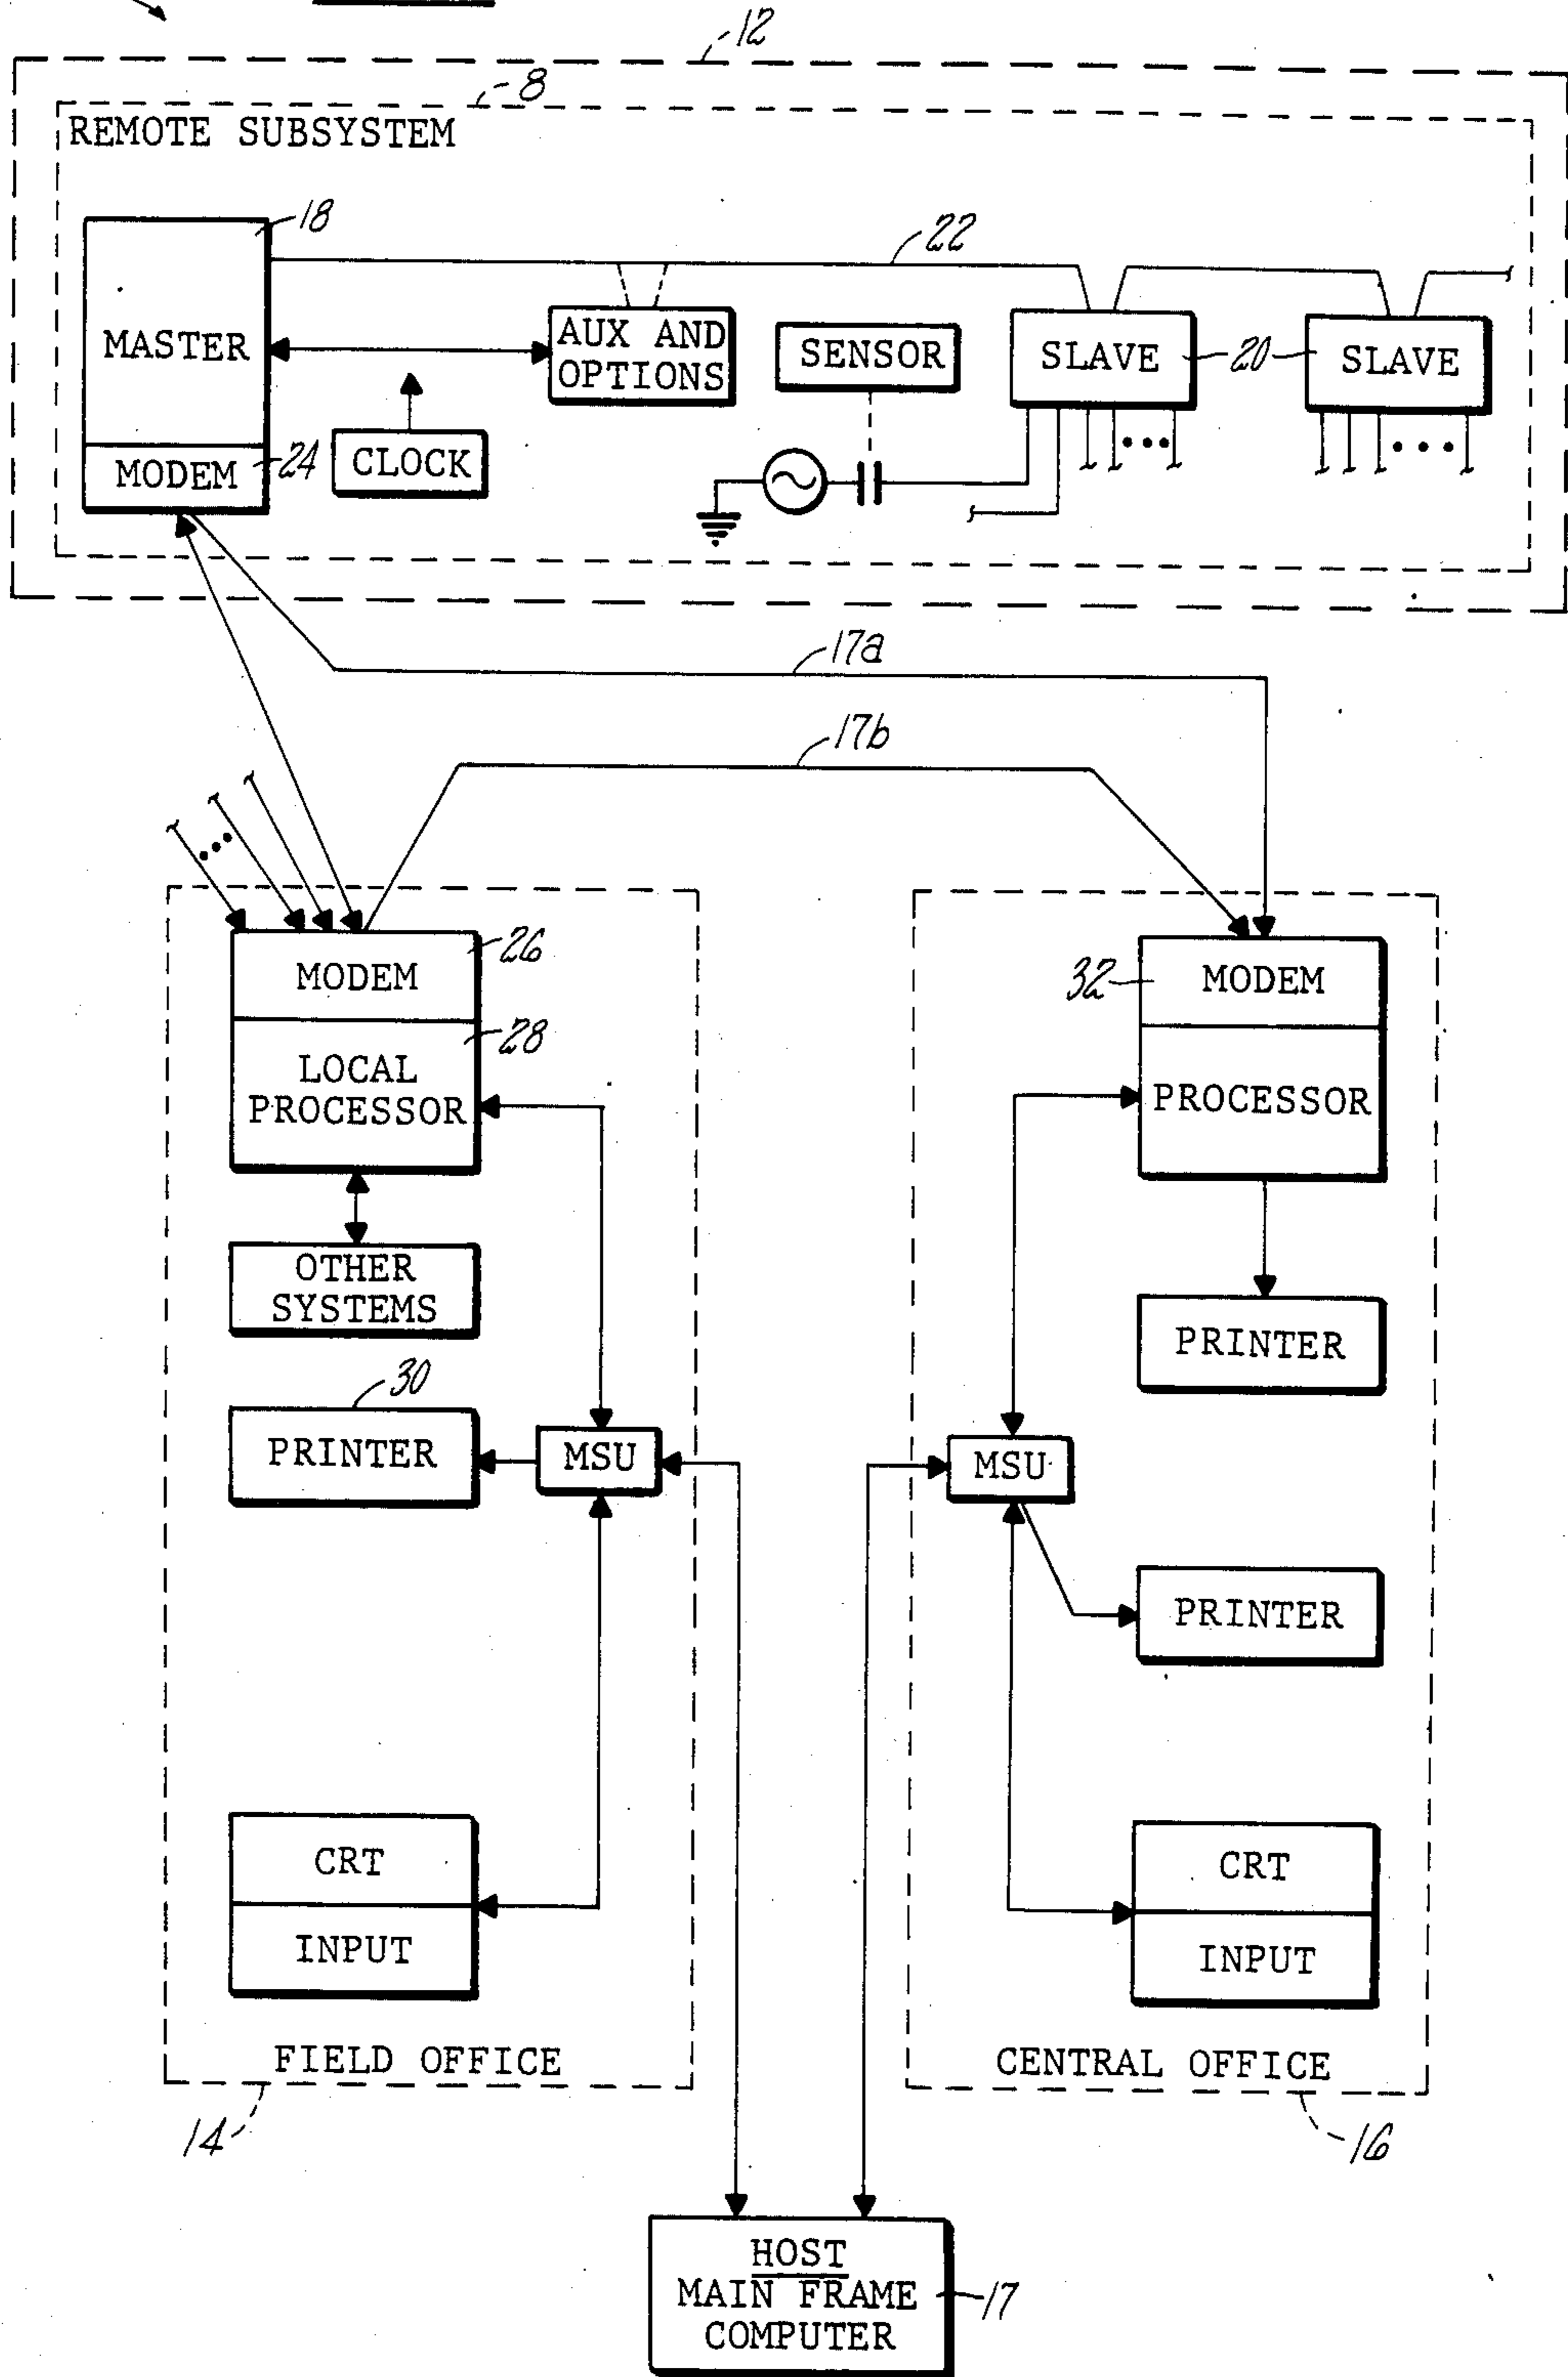 12
8
REMOTE SUBSYSTEM
18
22
MASTER
AUX AND
OPTIONS
SENSOR
SLAVE
20
SLAVE
MODEM
24
CLOCK
17a
17b
MODEM
26
28
LOCAL
PROCESSOR
32
MODEM
PROCESSOR
OTHER
SYSTEMS
PRINTER
30
PRINTER
MSU
MSU
PRINTER
CRT
INPUT
CRT
INPUT
FIELD OFFICE
CENTRAL OFFICE
14
16
HOST
MAIN FRAME
COMPUTER
17